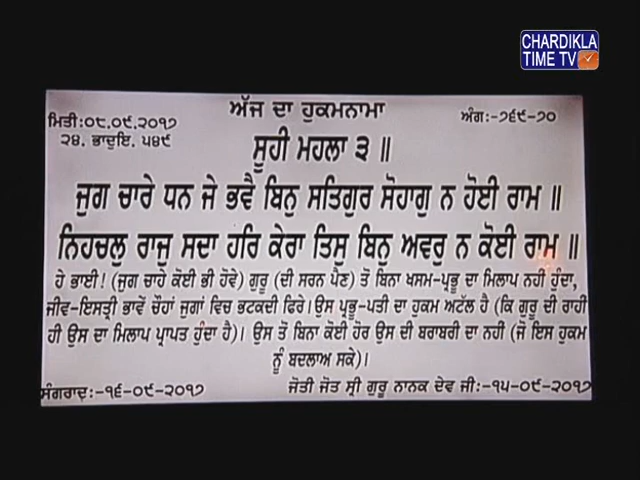 CHARDIKLA
TIME TV
ਅੱਜ ਦਾ ਹੁਕਮਨਾਮਾ
ਮਿਤੀ:੦੮.੦੯.੨੦੧੭
ਅੰਗ:-੭੬੯-੭੦
੨੪. ਭਾਦੁਇ. ੫੪੯
ਸੂਹੀ ਮਹਲਾ ੩ ॥
ਜੁਗ ਚਾਰੇ ਧਨ ਜੇ ਭਵੈ ਬਿਨੁ ਸਤਿਗੁਰ ਸੋਹਾਗੁ ਨ ਹੋਈ ਰਾਮ ॥
ਨਿਹਚਲੁ ਰਾਜੁ ਸਦਾ ਹਰਿ ਕੇਰਾ ਤਿਸੁ ਬਿਨੁ ਅਵਰੁ ਨ ਕੋਈ ਰਾਮ ॥
ਹੇ ਭਾਈ! (ਜੁਗ ਚਾਹੇ ਕੋਈ ਭੀ ਹੋਵੇ) ਗੁਰੂ (ਦੀ ਸਰਨ ਪੈਣ) ਤੋਂ ਬਿਨਾ ਖਸਮ-ਪ੍ਰਭੂ ਦਾ ਮਿਲਾਪ ਨਹੀਂ ਹੁੰਦਾ,
ਜੀਵ-ਇਸਤ੍ਰੀ ਭਾਵੇਂ ਚੌਹਾਂ ਜੁਗਾਂ ਵਿਚ ਭਟਕਦੀ ਫਿਰੇ। ਉਸ ਪ੍ਰਭੂ-ਪਤੀ ਦਾ ਹੁਕਮ ਅਟੱਲ ਹੈ (ਕਿ ਗੁਰੂ ਦੀ ਰਾਹੀਂ
ਹੀ ਉਸ ਦਾ ਮਿਲਾਪ ਪ੍ਰਾਪਤ ਹੁੰਦਾ ਹੈ)। ਉਸ ਤੋਂ ਬਿਨਾ ਕੋਈ ਹੋਰ ਉਸ ਦੀ ਬਰਾਬਰੀ ਦਾ ਨਹੀਂ (ਜੋ ਇਸ ਹੁਕਮ
ਨੂੰ ਬਦਲਾਅ ਸਕੇ)।
ਸੰਗਰਾਦ:-੧੬-੦੯-੨੦੧੭
ਜੋਤੀ ਜੋਤ ਸ੍ਰੀ ਗੁਰੂ ਨਾਨਕ ਦੇਵ ਜੀ:-੧੫-੦੯-੨੦੧੭